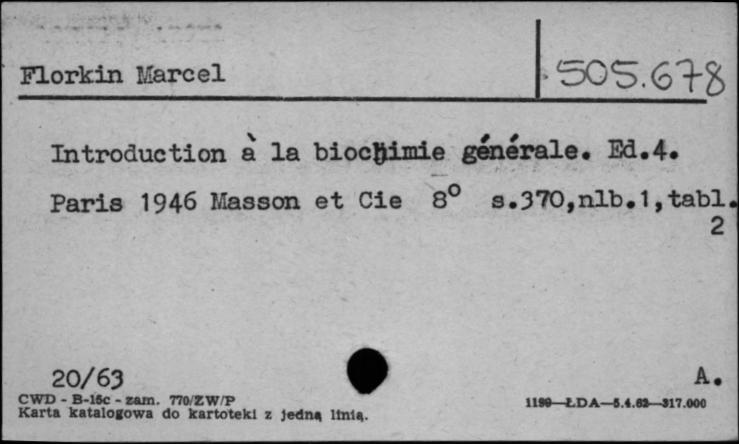 Florkin Marcel
505.678
Introduction à la biochimie générale. Ed.4.
Paris 1946 Masson et Cie 8° s.370,nlb.1,tabl.
2
20/63
A.
CWD - B-15c - zam. 770/ZW/P
1199—ŁDA—5.4.62—317.000
Karta katalogowa do kartoteki z jedną linią.